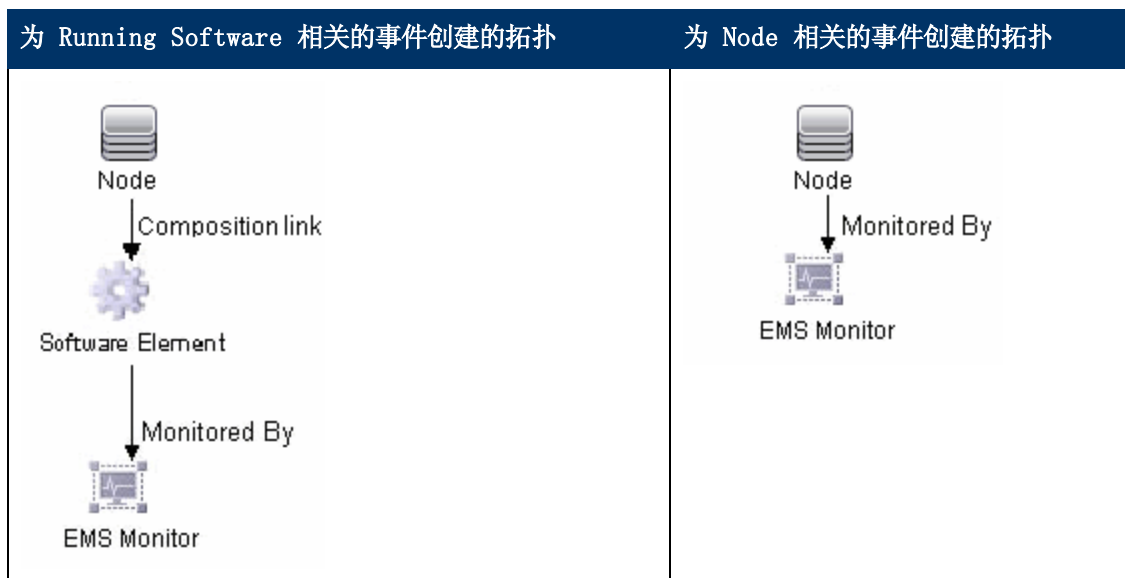 为 Running Software 相关的事件创建的拓扑
为 Node 相关的事件创建的拓扑
Node
Composition link
Software Element
Monitored By
EMS Monitor
Node
Monitored By
EMS Monitor